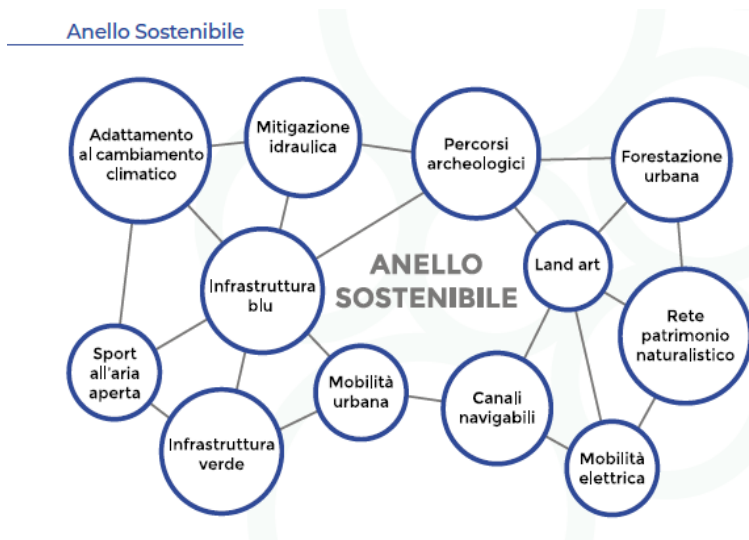 Anello Sostenibile
Adattamento
al cambiamento
climatico
Mitigazione
idraulica
Percorsi
archeologici
Forestazione
urbana
Infrastruttura
blu
ANELLO
SOSTENIBILE
Land art
Rete
patrimonio
naturalistico
Sport
all'aria
aperta
Mobilità
urbana
Canali
navigabili
Infrastruttura
verde
Mobilità
elettrica